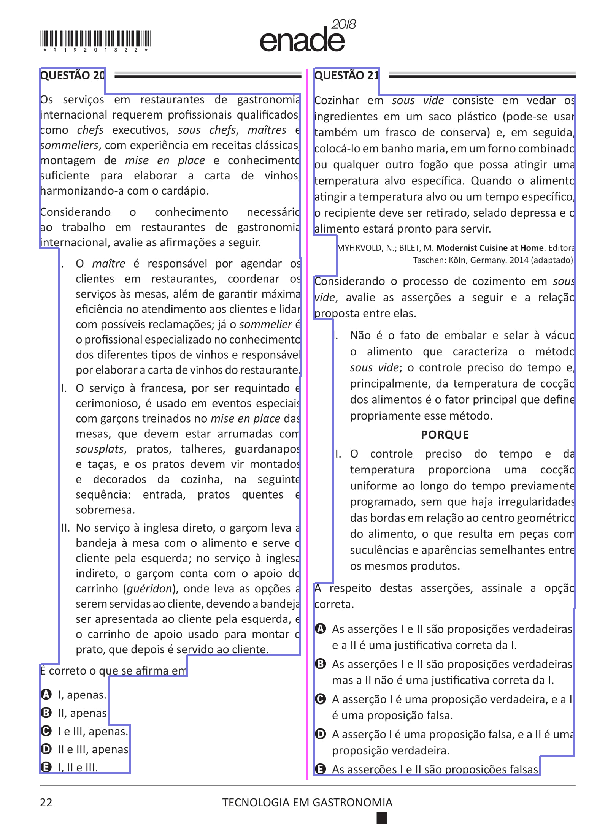 enade 2018
*R19201822*
QUESTÃO 20
Os serviços em restaurantes de gastronomia
internacional requerem profissionais qualificados,
como chefs executivos, sous chefs, maîtres e
sommeliers, com experiência em receitas clássicas,
montagem de mise en place e conhecimento
suficiente para elaborar a carta de vinhos,
harmonizando-a com o cardápio.
Considerando o conhecimento necessário
ao trabalho em restaurantes de gastronomia
internacional, avalie as afirmações a seguir.
I. O maître é responsável por agendar os
clientes em restaurantes, coordenar os
serviços às mesas, além de garantir máxima
eficiência no atendimento aos clientes e lidar
com possíveis reclamações; já o sommelier é
o profissional especializado no conhecimento
dos diferentes tipos de vinhos e responsável
por elaborar a carta de vinhos do restaurante.
II. O serviço à francesa, por ser requintado e
cerimonioso, é usado em eventos especiais
com garçons treinados no mise en place das
mesas, que devem estar arrumadas com
sousplats, pratos, talheres, guardanapos
e taças, e os pratos devem vir montados
e decorados da cozinha, na seguinte
sequência: entrada, pratos quentes e
sobremesa.
III. No serviço à inglesa direto, o garçom leva a
bandeja à mesa com o alimento e serve o
cliente pela esquerda; no serviço à inglesa
indireto, o garçom conta com o apoio do
carrinho (guéridon), onde leva as opções a
serem servidas ao cliente, devendo a bandeja
ser apresentada ao cliente pela esquerda, e
o carrinho de apoio usado para montar o
prato, que depois é servido ao cliente.
É correto o que se afirma em
A I, apenas.
B II, apenas.
C I e III, apenas.
D II e III, apenas.
E I, II e III.
QUESTÃO 21
Cozinhar em sous vide consiste em vedar os
ingredientes em um saco plástico (pode-se usar
também um frasco de conserva) e, em seguida,
colocá-lo em banho maria, em um forno combinado
ou qualquer outro fogão que possa atingir uma
temperatura alvo específica. Quando o alimento
atingir a temperatura alvo ou um tempo específico,
o recipiente deve ser retirado, selado depressa e o
alimento estará pronto para servir.
MYHRVOLD, N.; BILET, M. Modernist Cuisine at Home. Editora
Taschen: Köln, Germany. 2014 (adaptado).
Considerando o processo de cozimento em sous
vide, avalie as asserções a seguir e a relação
proposta entre elas.
I. Não é o fato de embalar e selar à vácuo
o alimento que caracteriza o método
sous vide; o controle preciso do tempo e,
principalmente, da temperatura de cocção
dos alimentos é o fator principal que define
propriamente esse método.
PORQUE
II. O controle preciso do tempo e da
temperatura proporciona uma cocção
uniforme ao longo do tempo previamente
programado, sem que haja irregularidades
das bordas em relação ao centro geométrico
do alimento, o que resulta em peças com
suculências e aparências semelhantes entre
os mesmos produtos.
A respeito destas asserções, assinale a opção
correta.
A As asserções I e II são proposições verdadeiras,
e a II é uma justificativa correta da I.
B As asserções I e II são proposições verdadeiras,
mas a II não é uma justificativa correta da I.
C A asserção I é uma proposição verdadeira, e a II
é uma proposição falsa.
D A asserção I é uma proposição falsa, e a II é uma
proposição verdadeira.
E As asserções I e II são proposições falsas.
22
TECNOLOGIA EM GASTRONOMIA